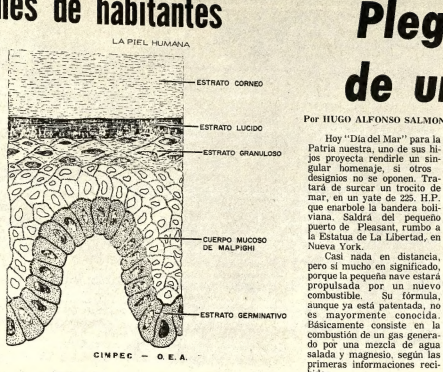 de habitantes
LA PIEL HUMANA
ESTRATO CORNEO
ESTRATO LUCIDO
ESTRATO GRANULOSO
CUERPO MUCOSO
DE MALPIGHI
ESTRATO GERMINATIVO
CIMPEC — O.E.A.
Por HUGO ALFONSO SALMON
Hoy "Día del Mar" para la
Patria nuestra, uno de sus hi-
jos proyecta rendirle un sin-
gular homenaje, si otros
designios no se oponen. Tra-
tará de surcar un trocito de
mar, en un yate de 225. H.P.
que enarbole la bandera boli-
viana. Saldrá del pequeño
puerto de Pleasant, rumbo a
la Estatua de La Libertad, en
Nueva York.
Casi nada en distancia,
pero sí mucho en significado,
porque la pequeña nave estará
propulsada por un nuevo
combustible. Su fórmula,
aunque ya está patentada, no
es mayormente conocida.
Básicamente consiste en la
combustión de un gas genera-
do por una mezcla de agua
salada y magnesio, según las
primeras informaciones reci-